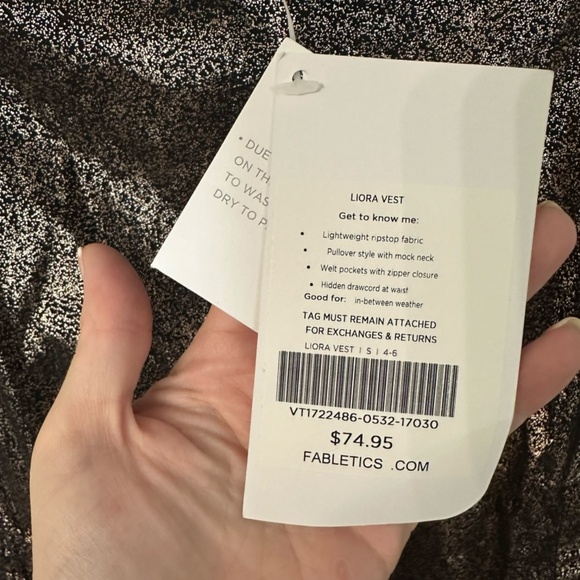 • DUE
ON TH
TO WAS
DRY TO P
LIORA VEST
Get to know me:
• Lightweight ripstop fabric
• Pullover style with mock neck
• Welt pockets with zipper closure
• Hidden drawcord at waist
Good for: in-between weather
TAG MUST REMAIN ATTACHED
FOR EXCHANGES & RETURNS
LIORA VEST | S | 4-6
VT1722486-0532-17030
$74.95
FABLETICS .COM